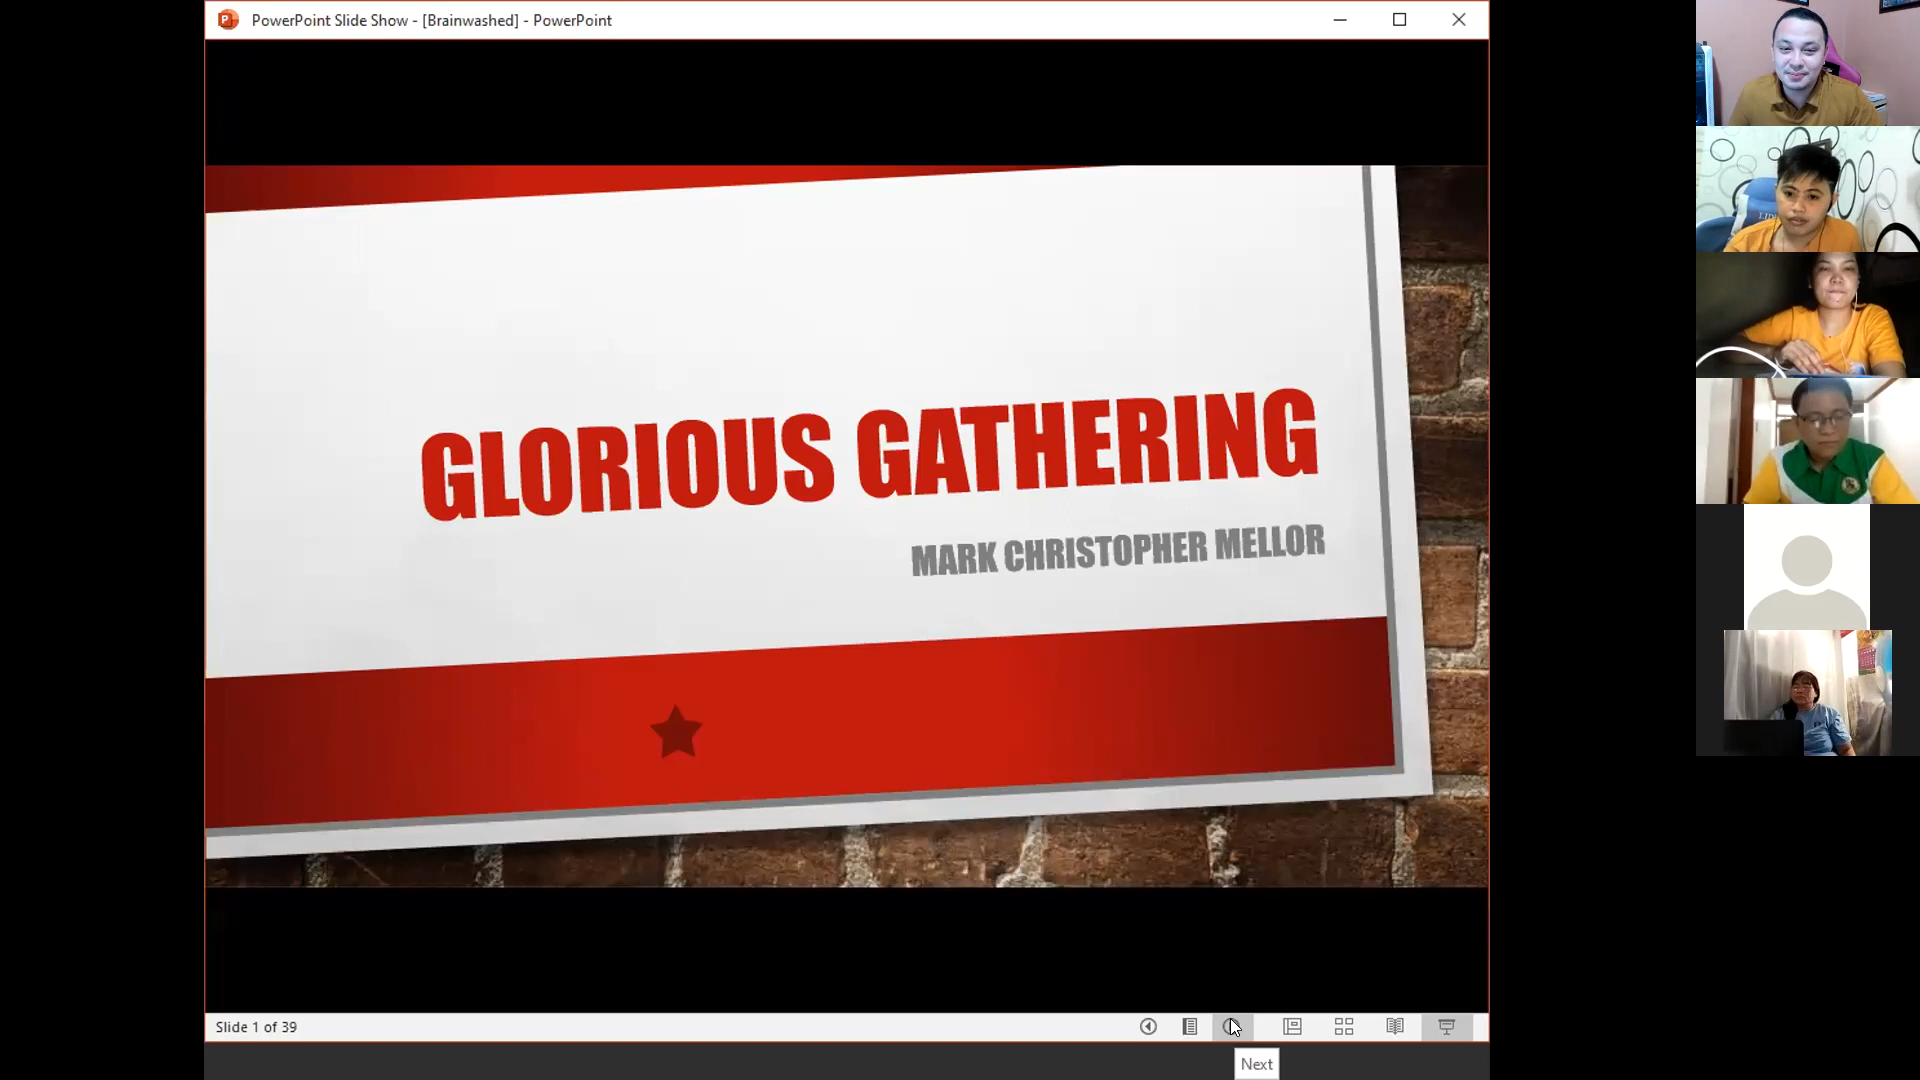 PowerPoint Slide Show - [Brainwashed] - PowerPoint
GLORIOUS GATHERING
MARK CHRISTOPHER MELLOR
Slide 1 of 39
Next